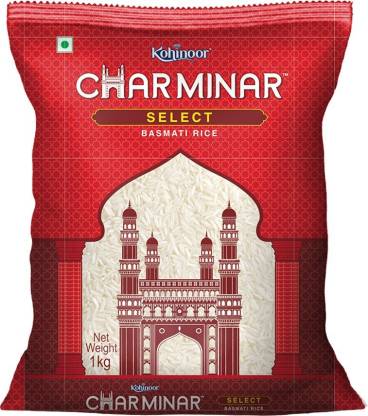 Kohinoor
CHARMINAR™
SELECT
BASMATI RICE
Net
Weight
1kg
Kohinoor
CHARMINAR
SELECT
BASMATI RICE